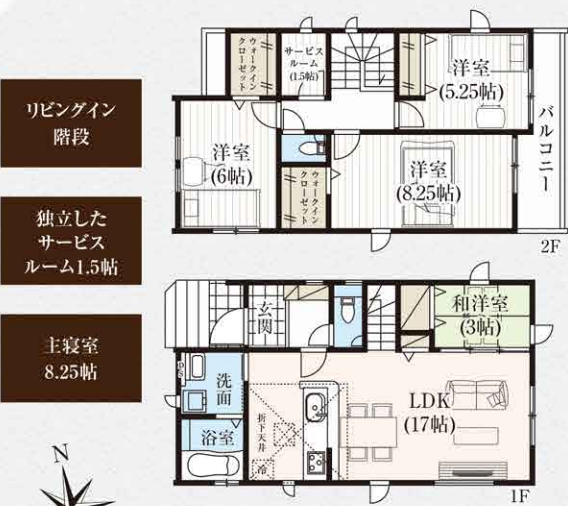 リビングイン
階段
独立した
サービス
ルーム1.5帖
主寝室
8.25帖
N
ウォークイン
クローゼット
サービス
ルーム
(1.5帖)
洋室
(5.25帖)
バルコニー
洋室
(6帖)
ウォークイン
クローゼット
洋室
(8.25帖)
2F
玄関
和洋室
(3帖)
洗面
浴室
折下天井
冷
LDK
(17帖)
1F